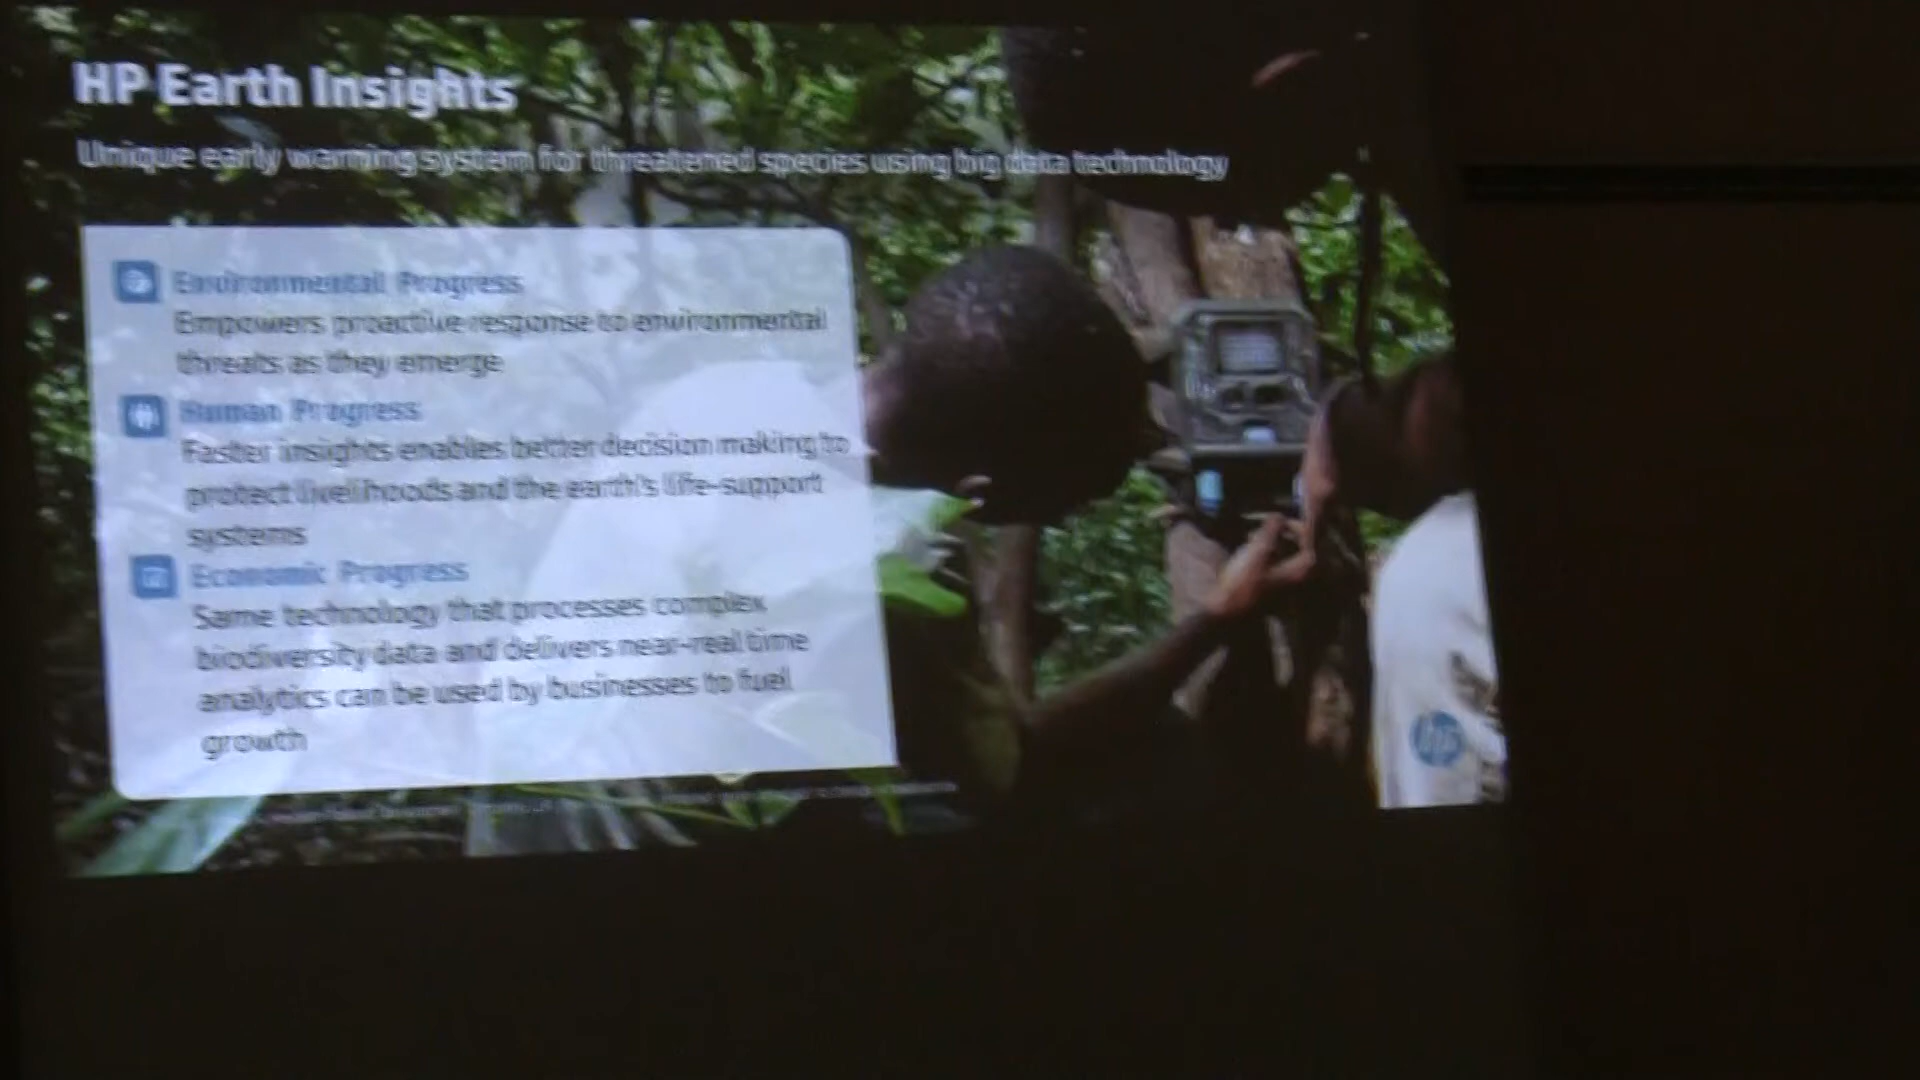 HP Earth Insights
Unique early warning system for threatened species using big data technology
Environmental Progress
Empowers proactive response to environmental
threats as they emerge
Human Progress
Faster insights enables better decision making to
protect livelihoods and the earth's life-support
systems
Economic Progress
Same technology that processes complex
biodiversity data and delivers near-real time
analytics can be used by businesses to fuel
growth
hp